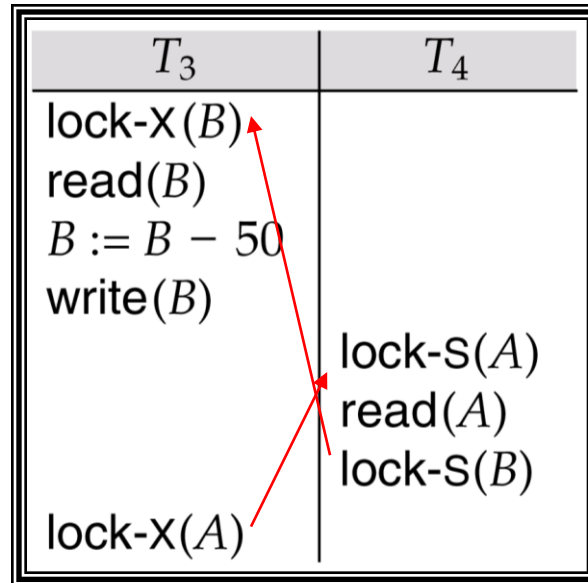 T₃ T₄
lock-X(B)
read(B)
B := B − 50
write(B)
lock-S(A)
read(A)
lock-S(B)
lock-X(A)